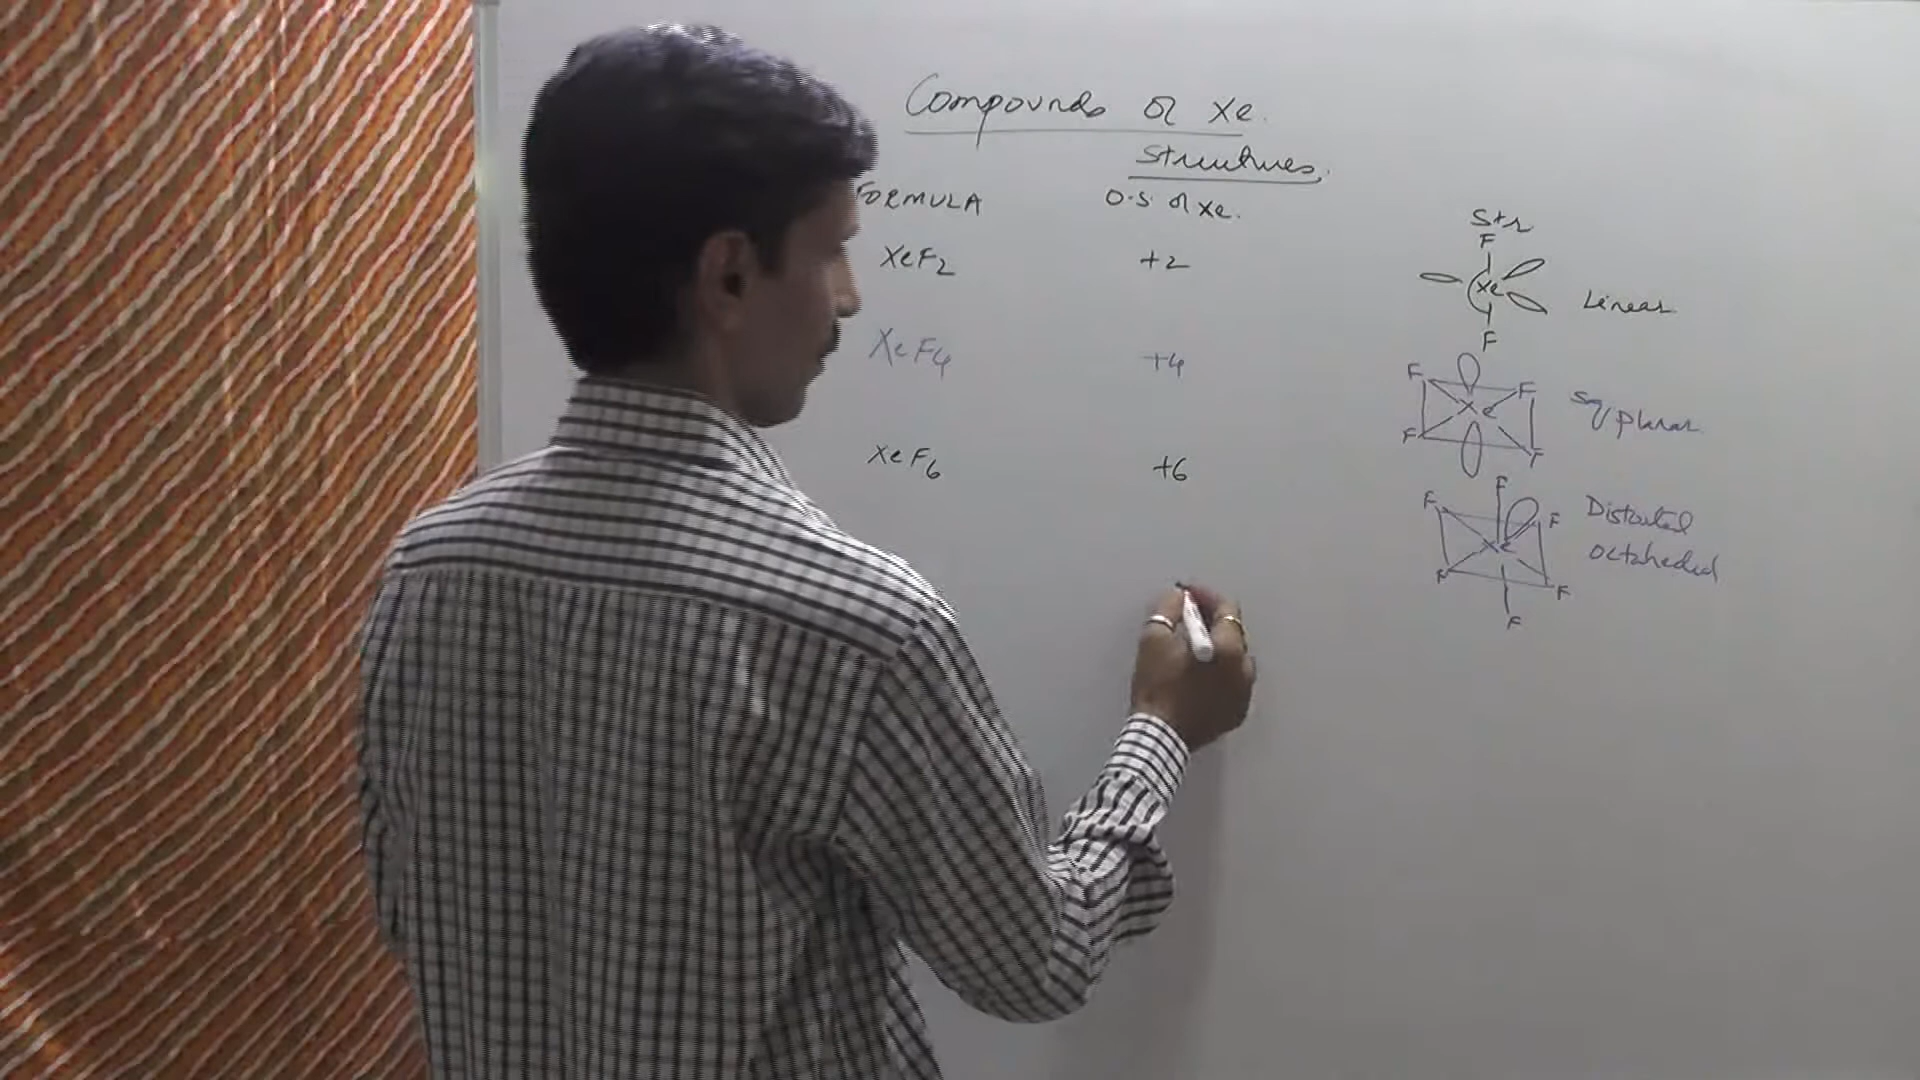 Compounds of Xe.
Structures.
FORMULA O.S. of Xe. Str
XeF2 +2
F
Xe
F
Linear
XeF4 +4
F F
Xe
F F
Sq planar
XeF6 +6
F
F F
Xe
F F
F
Distorted
octahedral